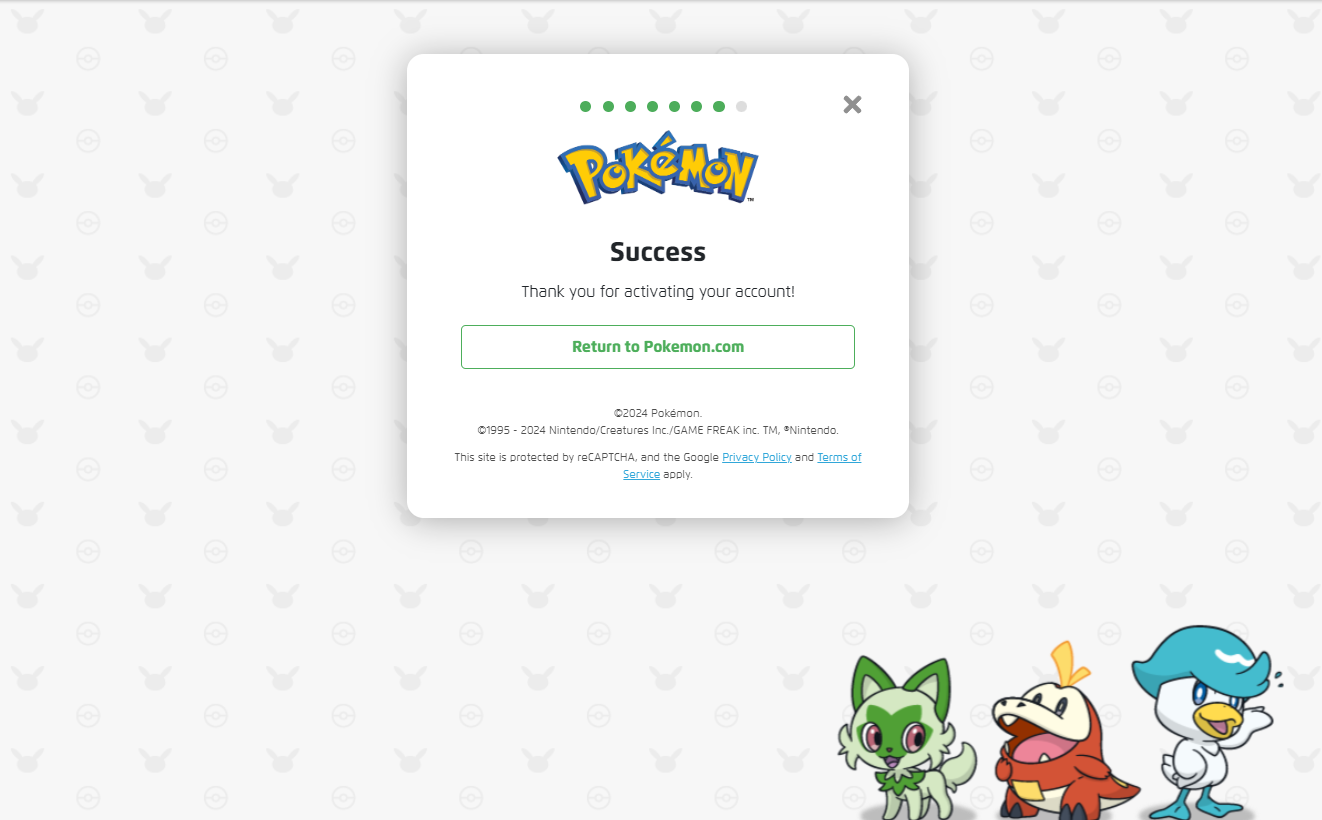 POKéMON™
Success
Thank you for activating your account!
Return to Pokemon.com
©2024 Pokémon.
©1995 - 2024 Nintendo/Creatures Inc./GAME FREAK inc. TM, ®Nintendo.
This site is protected by reCAPTCHA, and the Google Privacy Policy and Terms of
Service apply.